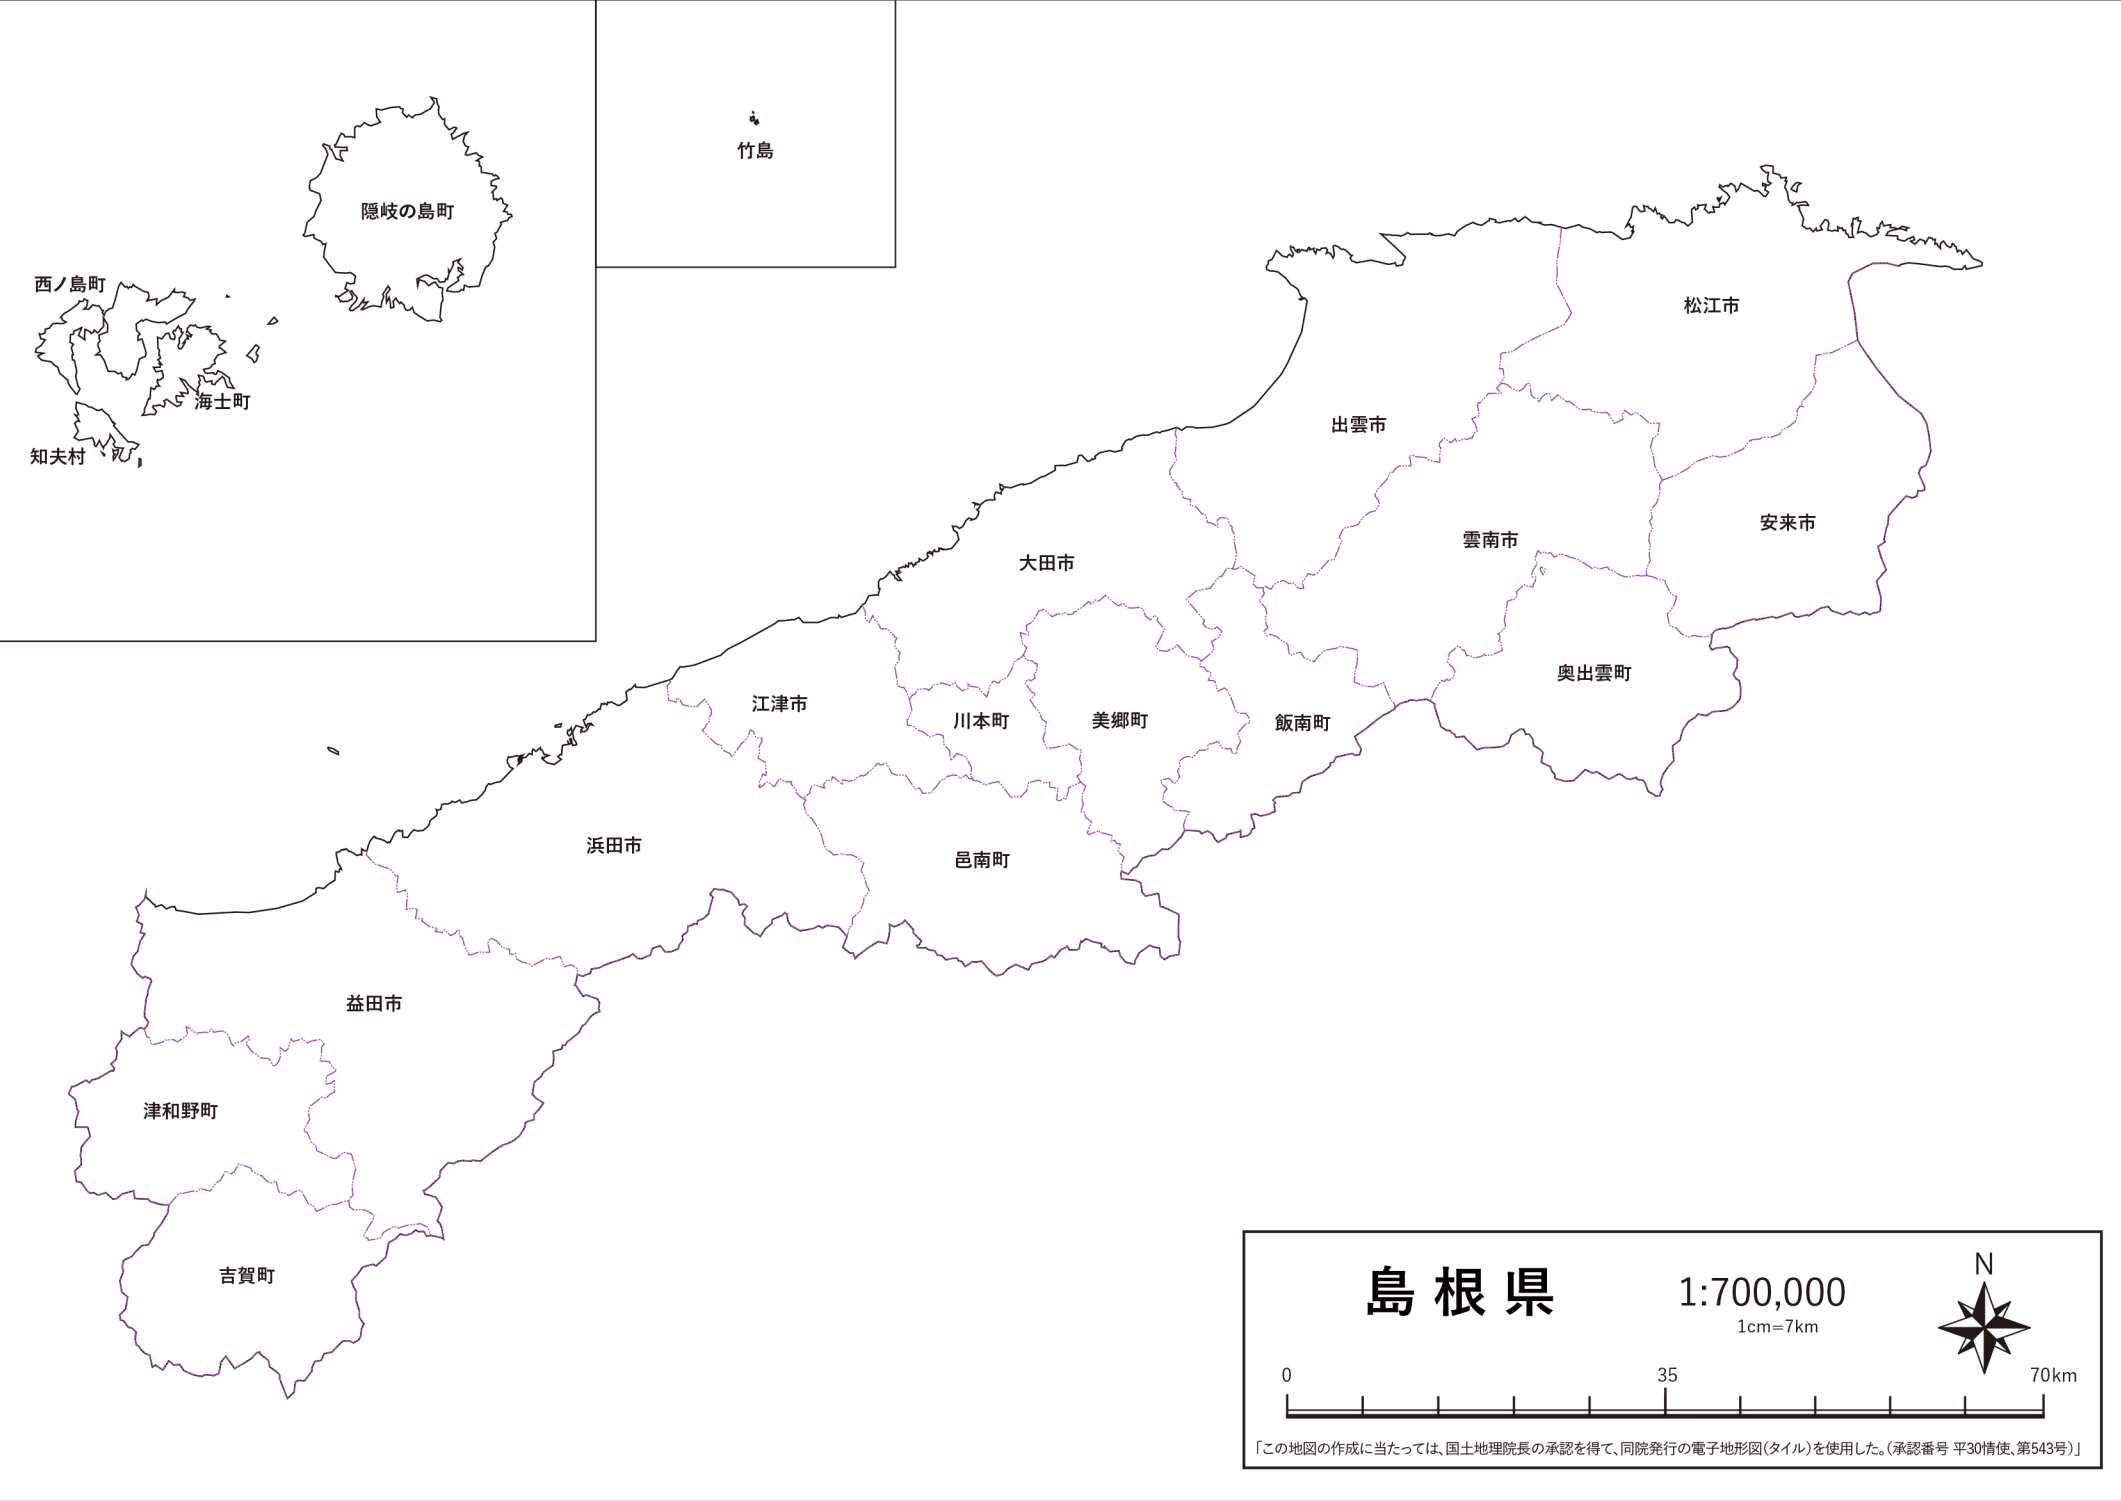 竹島
隠岐の島町
西ノ島町
海士町
知夫村
松江市
出雲市
安来市
雲南市
大田市
奥出雲町
江津市
川本町
美郷町
飯南町
浜田市
邑南町
益田市
津和野町
吉賀町
島根県
1:700,000
1cm=7km
N
0 35 70km
「この地図の作成に当たっては、国土地理院長の承認を得て、同院発行の電子地形図(タイル)を使用した。(承認番号 平30情使、第543号)」